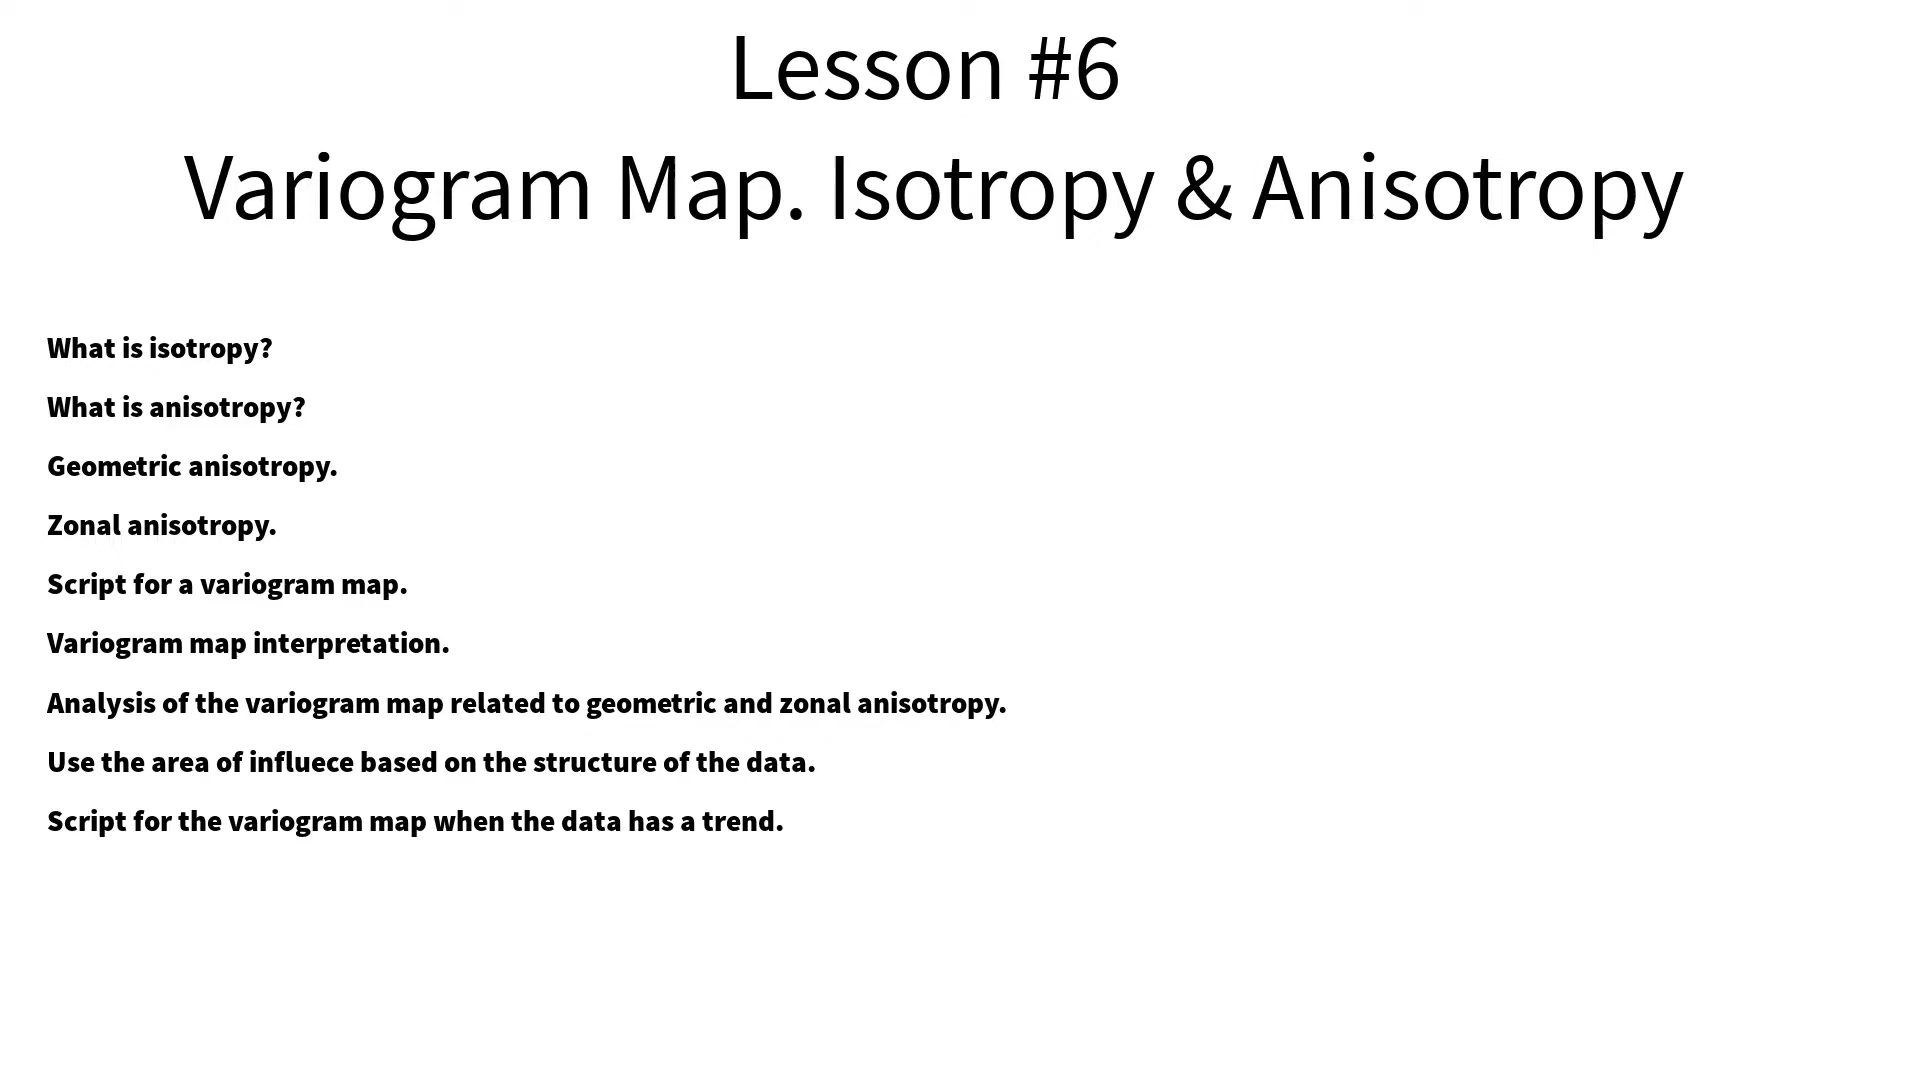 Lesson #6
Variogram Map. Isotropy & Anisotropy
What is isotropy?
What is anisotropy?
Geometric anisotropy.
Zonal anisotropy.
Script for a variogram map.
Variogram map interpretation.
Analysis of the variogram map related to geometric and zonal anisotropy.
Use the area of influece based on the structure of the data.
Script for the variogram map when the data has a trend.